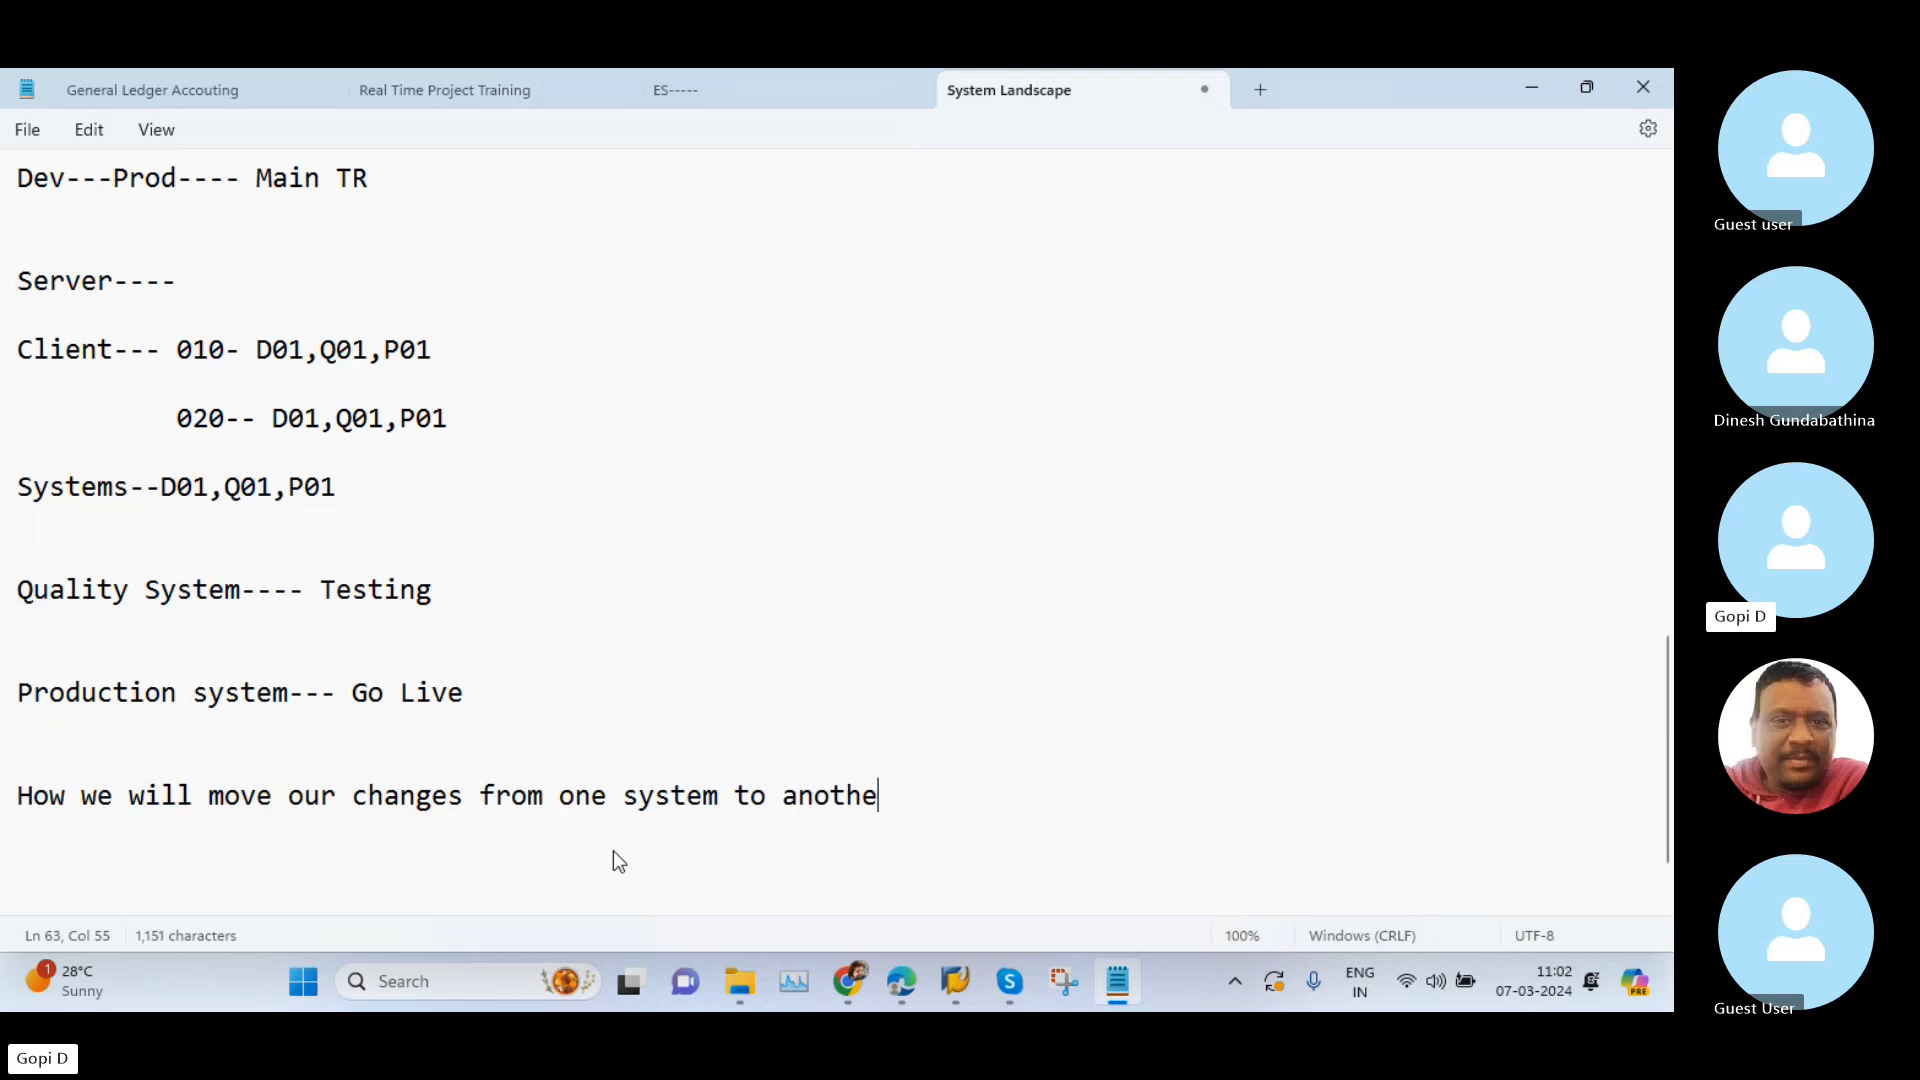 General Ledger Accouting
Real Time Project Training
ES-----
System Landscape
File
Edit
View
Dev---Prod---- Main TR
Server----
Client--- 010- D01,Q01,P01
020-- D01,Q01,P01
Systems--D01,Q01,P01
Quality System---- Testing
Production system--- Go Live
How we will move our changes from one system to anothe
Ln 63, Col 55
1,151 characters
100%
Windows (CRLF)
UTF-8
1
28°C
Sunny
Search
S
PRE
ENG
IN
11:02
07-03-2024
Guest user
Dinesh Gundabathina
Gopi D
Guest User
Gopi D